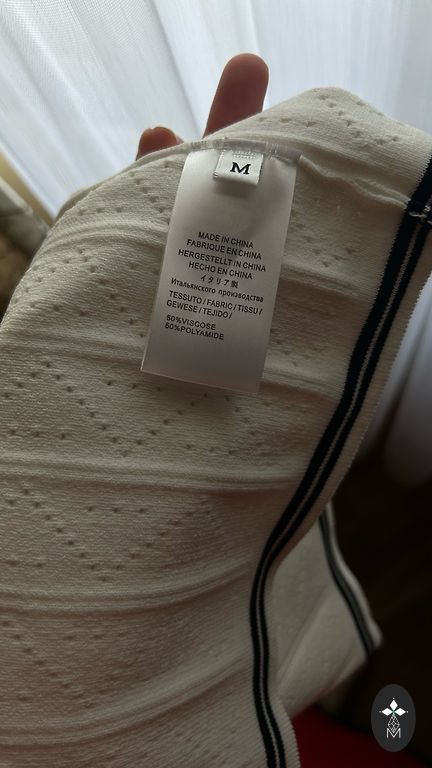 M
MADE IN CHINA
FABRIQUE EN CHINA
HERGESTELLT IN CHINA
HECHO EN CHINA
イタリア製
Итальянского производства
TESSUTO / FABRIC / TISSU /
GEWESE / TEJIDO /
50%VISCOSE
50%POLYAMIDE
M